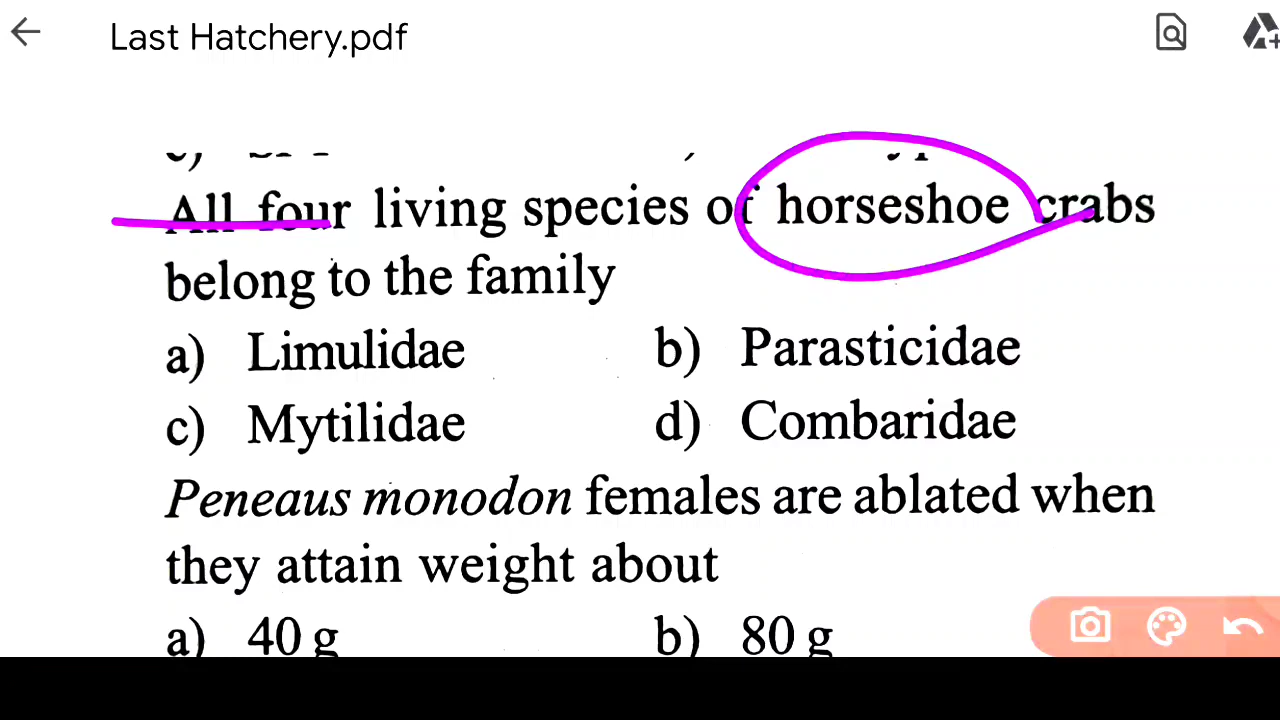 Last Hatchery.pdf
All four living species of horseshoe crabs
belong to the family
a) Limulidae b) Parasticidae
c) Mytilidae d) Combaridae
Peneaus monodon females are ablated when
they attain weight about
a) 40 g b) 80 g